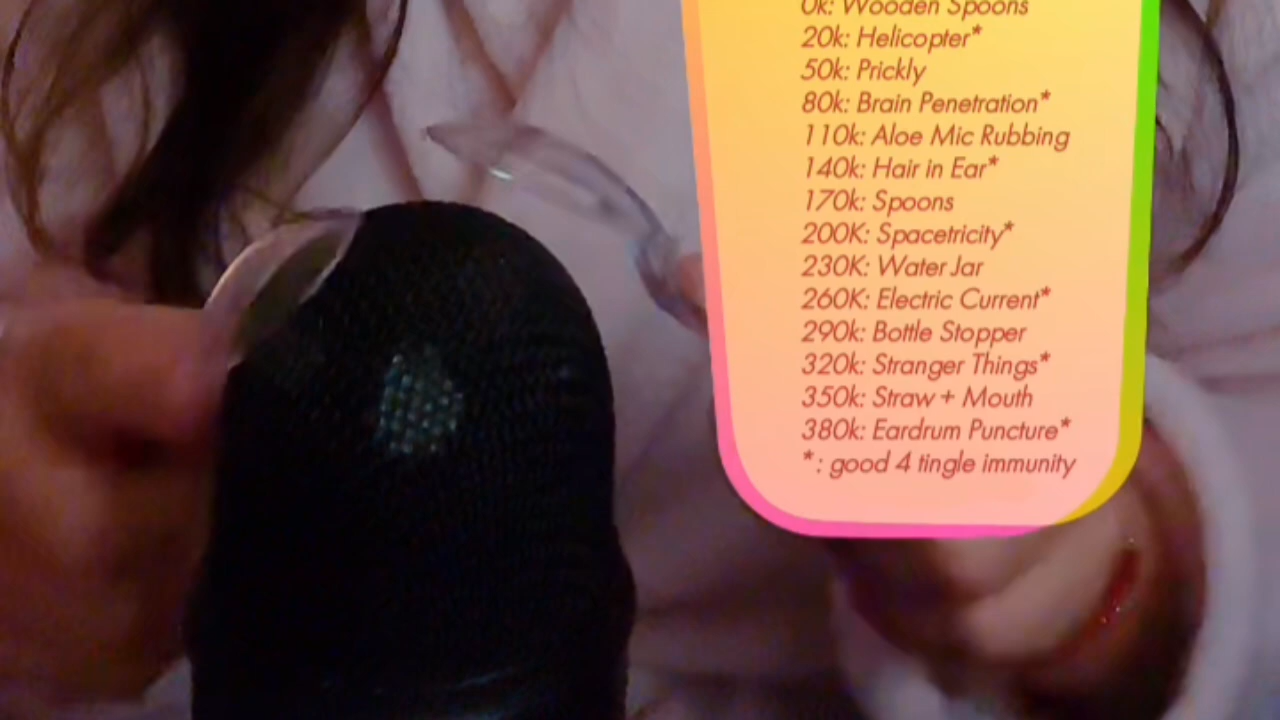 0k: Wooden Spoons
20k: Helicopter*
50k: Prickly
80k: Brain Penetration*
110k: Aloe Mic Rubbing
140k: Hair in Ear*
170k: Spoons
200K: Spacetricity*
230K: Water Jar
260K: Electric Current*
290k: Bottle Stopper
320k: Stranger Things*
350k: Straw + Mouth
380k: Eardrum Puncture*
*: good 4 tingle immunity